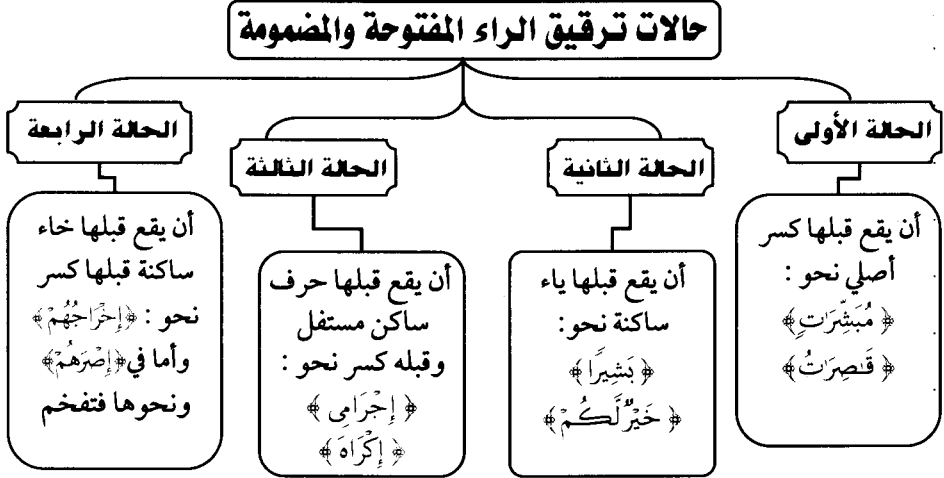 حالات ترقيق الراء المفتوحة والمضمومة
الحالة الأولى
أن يقع قبلها كسر
أصلي نحو :
﴿ مُبَشِّرَاتٍ ﴾
﴿ قَٰصِرَٰتُ ﴾
الحالة الثانية
أن يقع قبلها ياء
ساكنة نحو:
﴿ بَشِيرًا ﴾
﴿ خَيْرٌ لَّكُمْ ﴾
الحالة الثالثة
أن يقع قبلها حرف
ساكن مستفل
وقبله كسر نحو :
﴿ إِجْرَامِى ﴾
﴿ إِكْرَاهَ ﴾
الحالة الرابعة
أن يقع قبلها خاء
ساكنة قبلها كسر
نحو : ﴿إِخْرَاجُهُمْ﴾
وأما في ﴿إِصْرَهُمْ﴾
ونحوها فتفخم